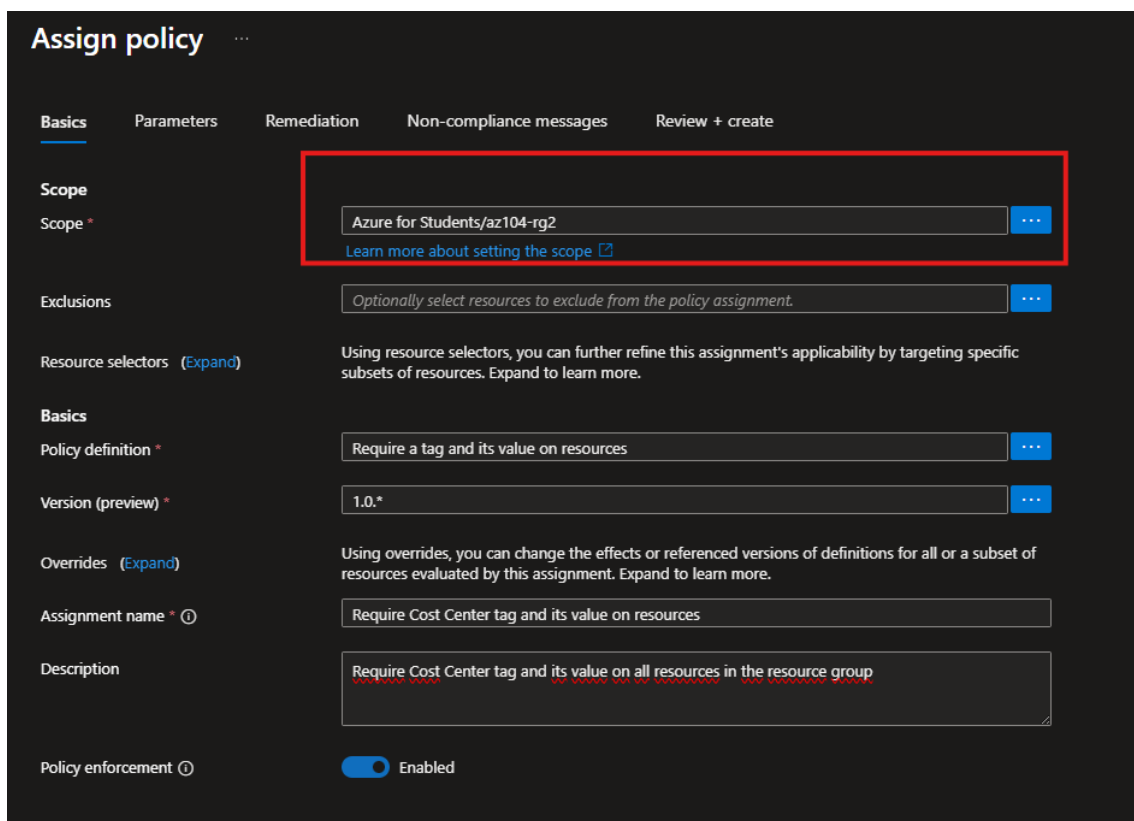 Assign policy ...
Basics Parameters Remediation Non-compliance messages Review + create
Scope
Scope * Azure for Students/az104-rg2 ...
Learn more about setting the scope
Exclusions Optionally select resources to exclude from the policy assignment. ...
Resource selectors (Expand) Using resource selectors, you can further refine this assignment's applicability by targeting specific
subsets of resources. Expand to learn more.
Basics
Policy definition * Require a tag and its value on resources ...
Version (preview) * 1.0.* ...
Overrides (Expand) Using overrides, you can change the effects or referenced versions of definitions for all or a subset of
resources evaluated by this assignment. Expand to learn more.
Assignment name * Require Cost Center tag and its value on resources
Description Require Cost Center tag and its value on all resources in the resource group
Policy enforcement Enabled